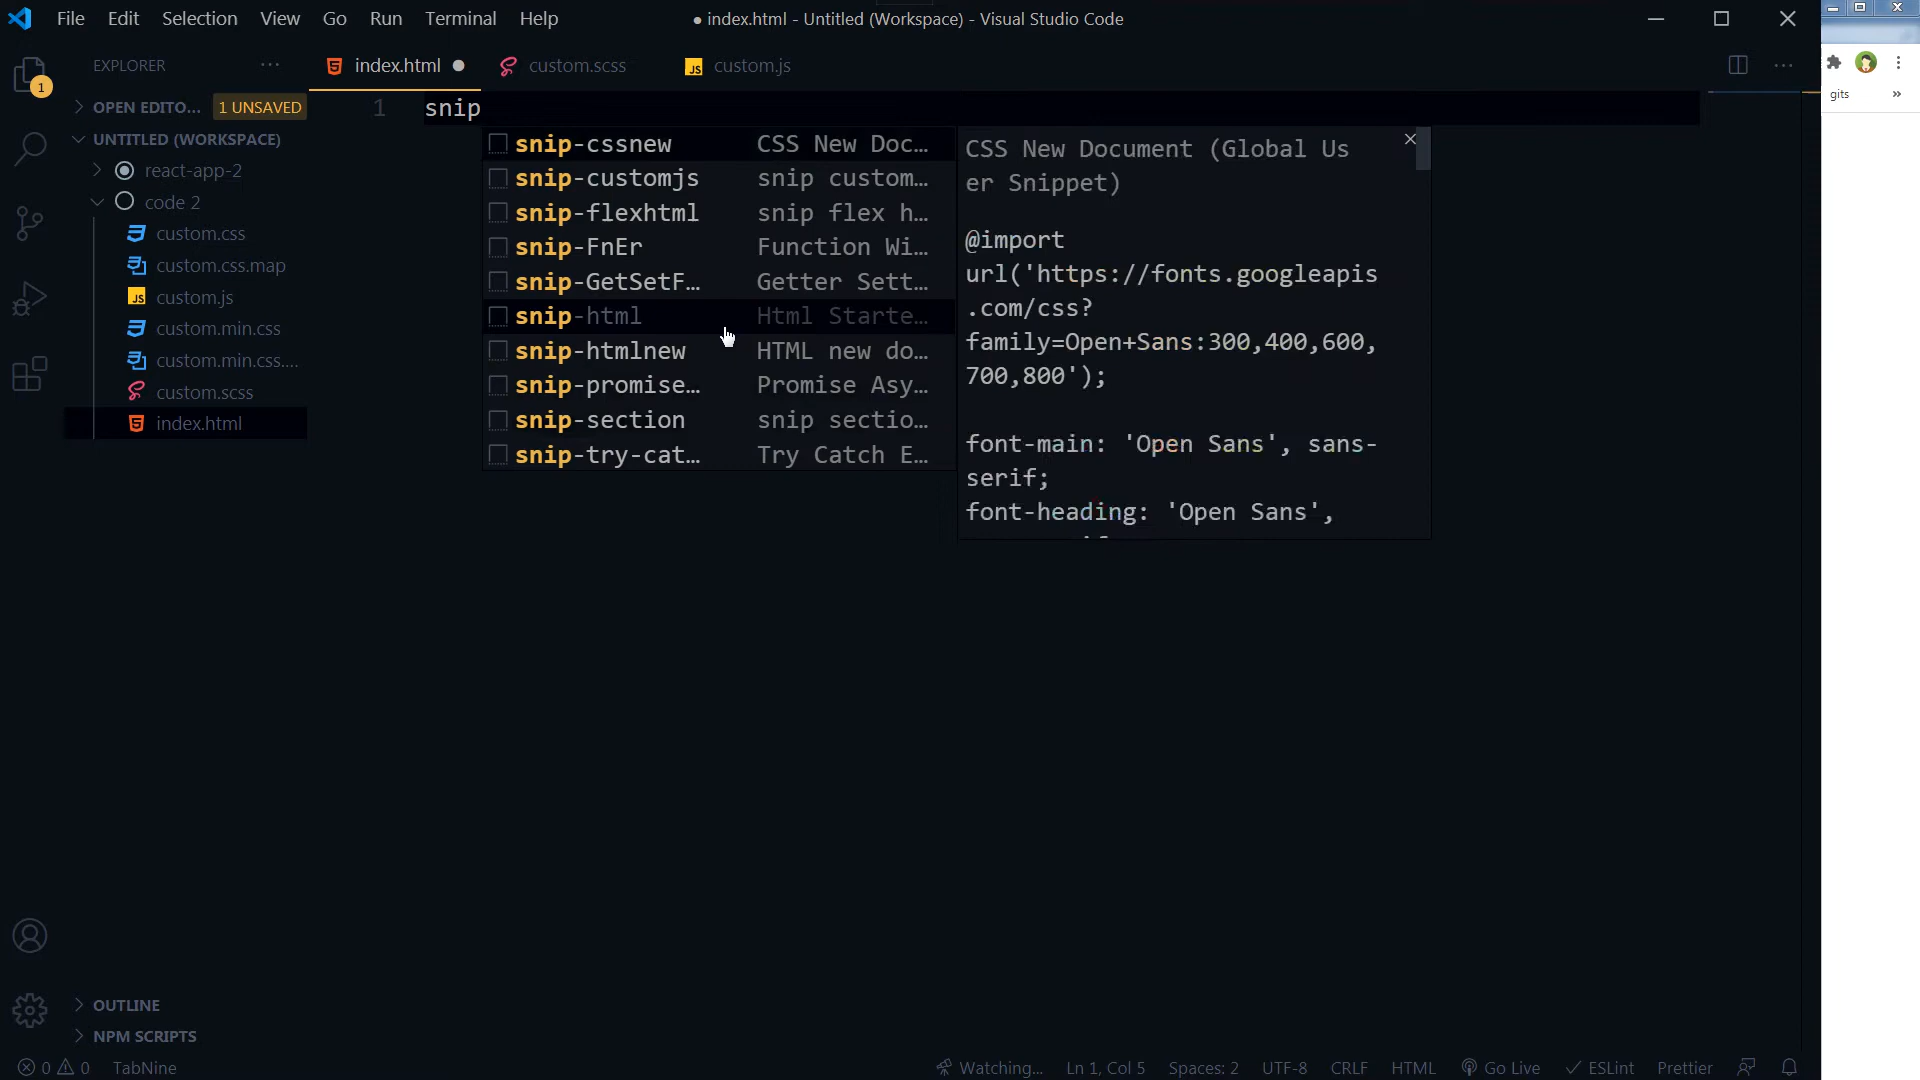 File Edit Selection View Go Run Terminal Help
● index.html - Untitled (Workspace) - Visual Studio Code
EXPLORER
index.html
custom.scss
custom.js
OPEN EDITO... 1 UNSAVED
UNTITLED (WORKSPACE)
react-app-2
code 2
custom.css
custom.css.map
custom.js
custom.min.css
custom.min.css....
custom.scss
index.html
1 snip
snip-cssnew CSS New Doc…
snip-customjs snip custom…
snip-flexhtml snip flex h…
snip-FnEr Function Wi…
snip-GetSetF… Getter Sett…
snip-html Html Starte…
snip-htmlnew HTML new do…
snip-promise… Promise Asy…
snip-section snip sectio…
snip-try-cat… Try Catch E…
CSS New Document (Global Us
er Snippet)
@import
url('https://fonts.googleapis
.com/css?
family=Open+Sans:300,400,600,
700,800');
font-main: 'Open Sans', sans-
serif;
font-heading: 'Open Sans',
gits »
1
OUTLINE
NPM SCRIPTS
0 0 TabNine
Watching... Ln 1, Col 5 Spaces: 2 UTF-8 CRLF HTML Go Live ESLint Prettier